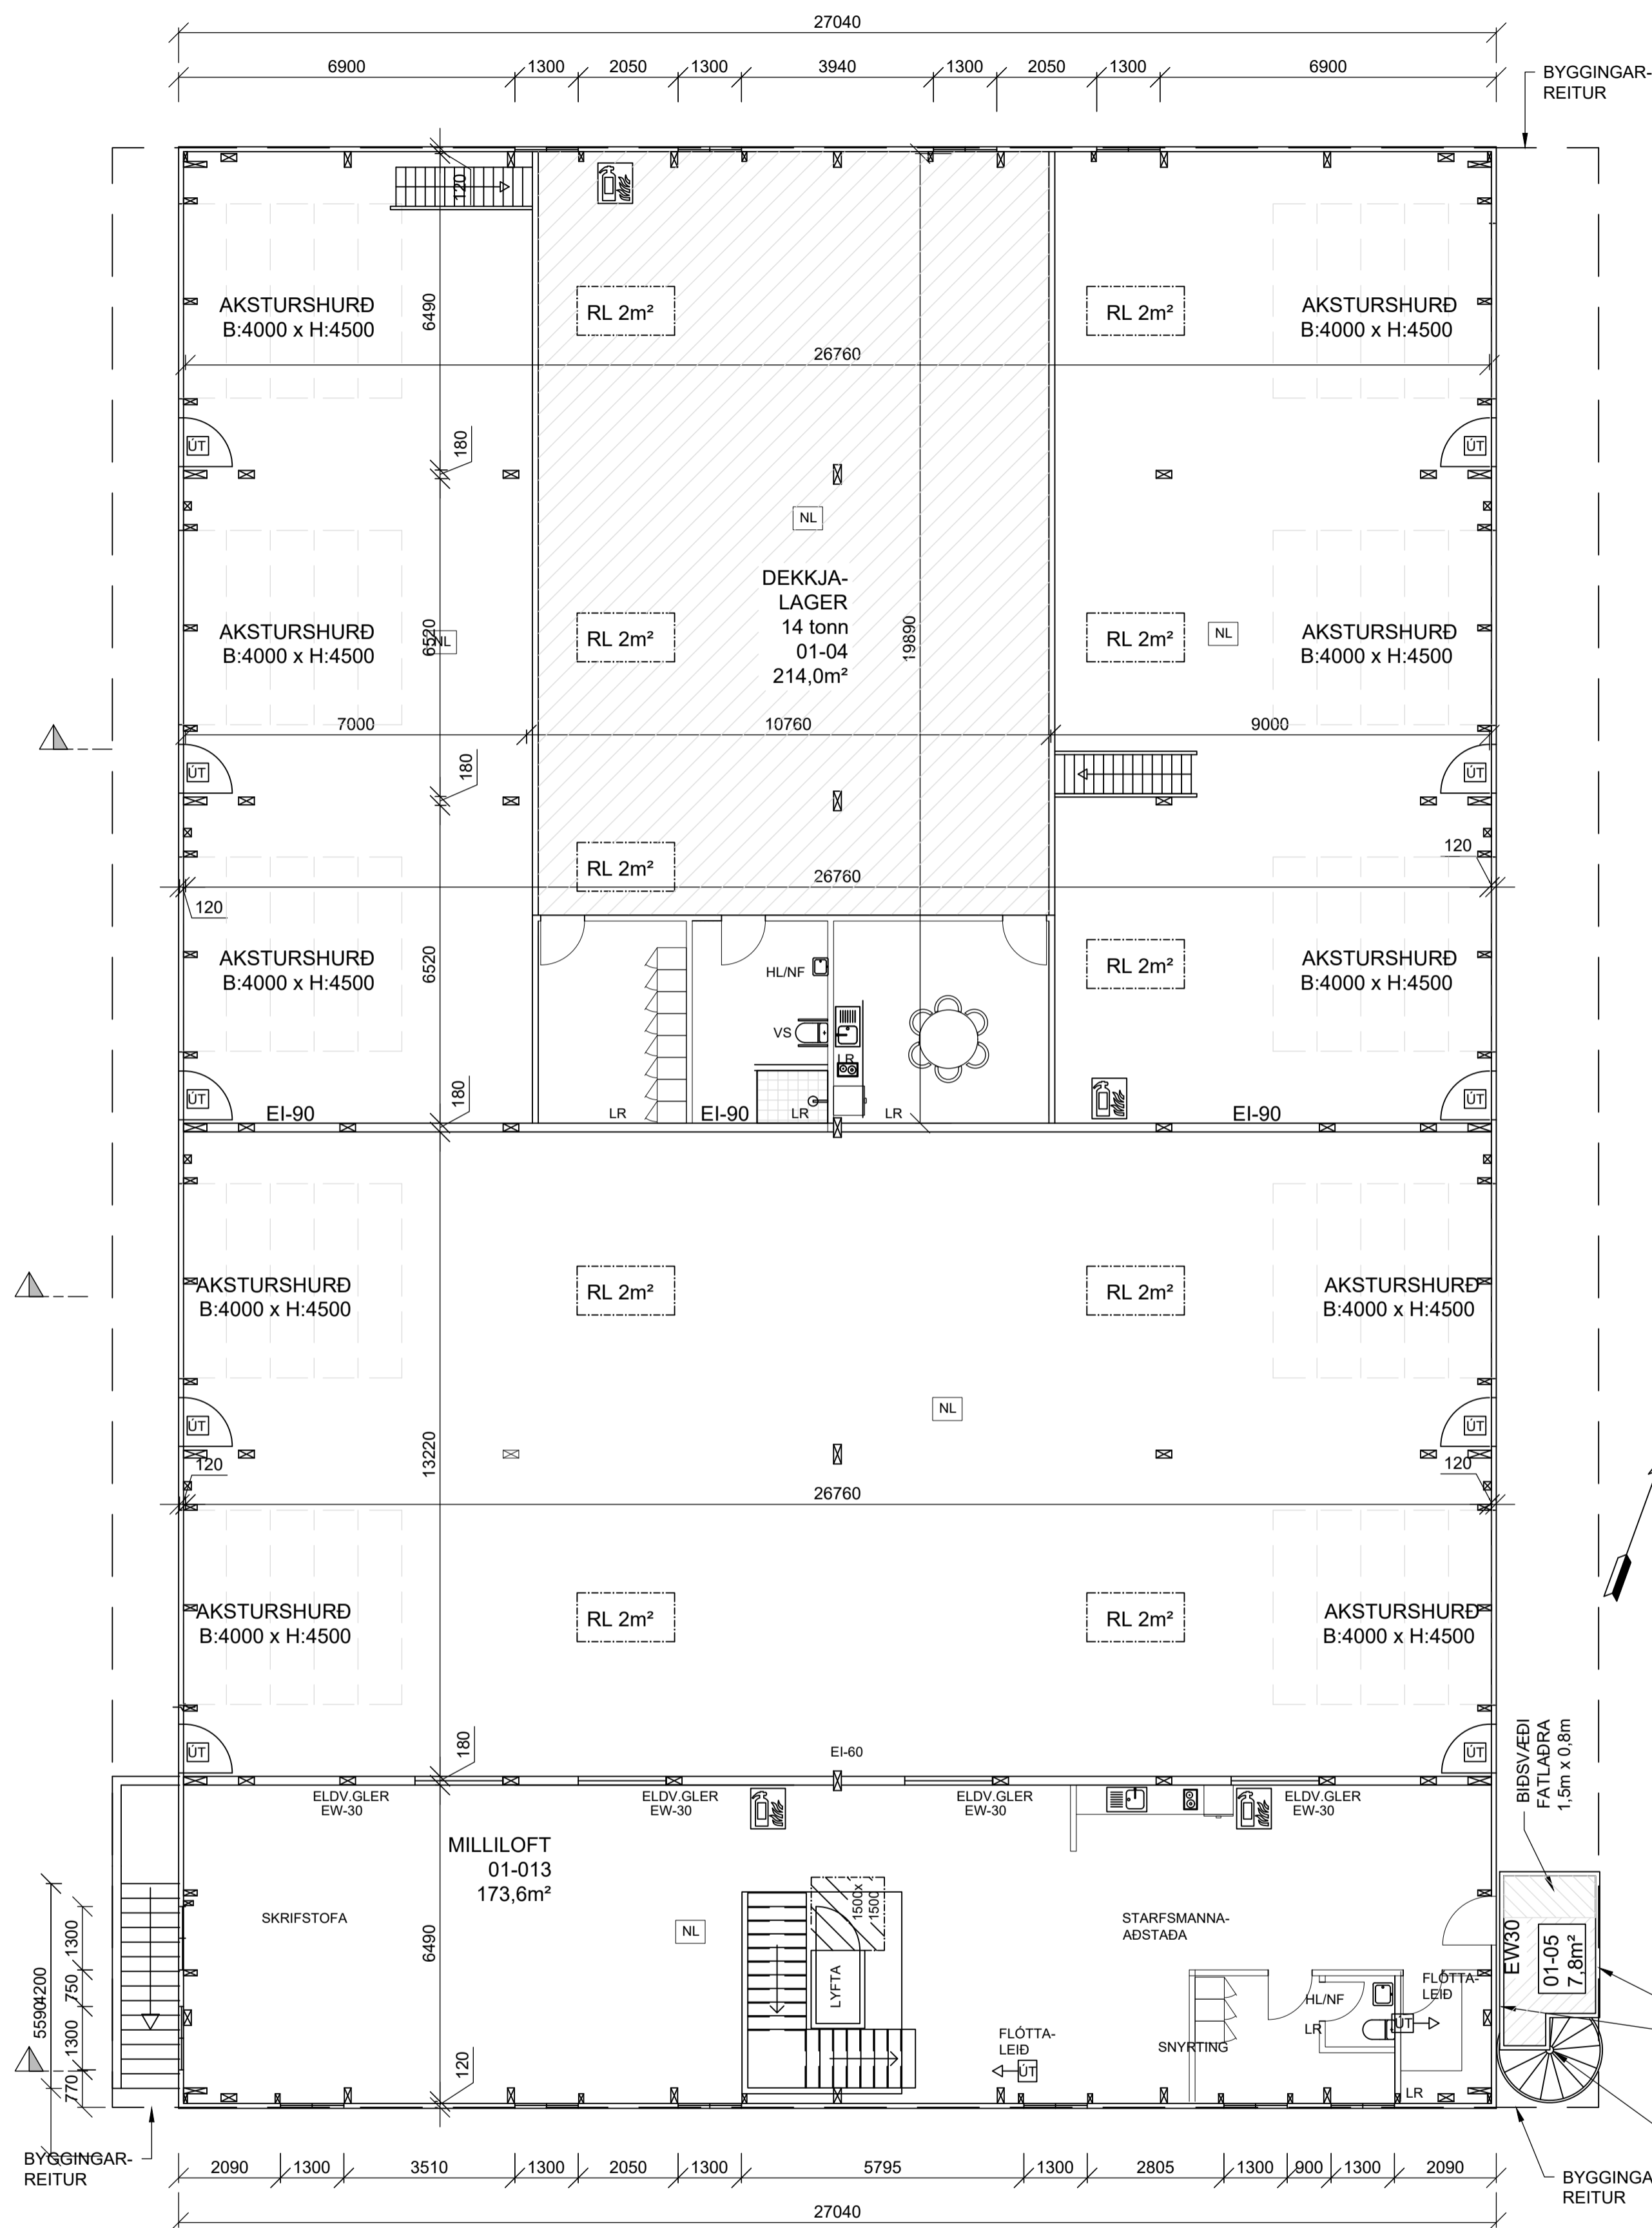 27040
6900 1300 2050 1300 3940 1300 2050 1300 6900
BYGGINGAR-
REITUR
120
AKSTURSHURÐ
B:4000 x H:4500
6490
RL 2m²
RL 2m²
AKSTURSHURÐ
B:4000 x H:4500
26760
ÚT
180
ÚT
NL
DEKKJA-
LAGER
14 tonn
01-04
214,0m²
19890
AKSTURSHURÐ
B:4000 x H:4500
6520
NL
RL 2m²
RL 2m²
NL
AKSTURSHURÐ
B:4000 x H:4500
7000
10760
9000
ÚT
180
ÚT
RL 2m²
26760
120
120
AKSTURSHURÐ
B:4000 x H:4500
6520
HL/NF
VS
LR
RL 2m²
AKSTURSHURÐ
B:4000 x H:4500
ÚT
180
ÚT
EI-90
LR
EI-90
LR
LR
EI-90
AKSTURSHURÐ
B:4000 x H:4500
RL 2m²
RL 2m²
AKSTURSHURÐ
B:4000 x H:4500
NL
ÚT
ÚT
13220
120
120
26760
AKSTURSHURÐ
B:4000 x H:4500
RL 2m²
RL 2m²
AKSTURSHURÐ
B:4000 x H:4500
ÚT
180
EI-60
ÚT
BIÐSVÆÐI
FATLAÐRA
1,5m x 0,8m
ELDV.GLER
EW-30
ELDV.GLER
EW-30
ELDV.GLER
EW-30
ELDV.GLER
EW-30
MILLILOFT
01-013
173,6m²
SKRIFSTOFA
6490
NL
1500x
1500
LYFTA
STARFSMANNA-
AÐSTAÐA
EW30
01-05
7,8m²
5590
4200
1300
750
1300
770
HL/NF
LR
FLÓTTA-
LEIÐ
ÚT
SNYRTING
FLÓTTA-
LEIÐ
ÚT
120
LR
BYGGINGAR-
REITUR
2090 1300 3510 1300 2050 1300 5795 1300 2805 1300 900 1300 2090
BYGGINGA
REITUR
27040